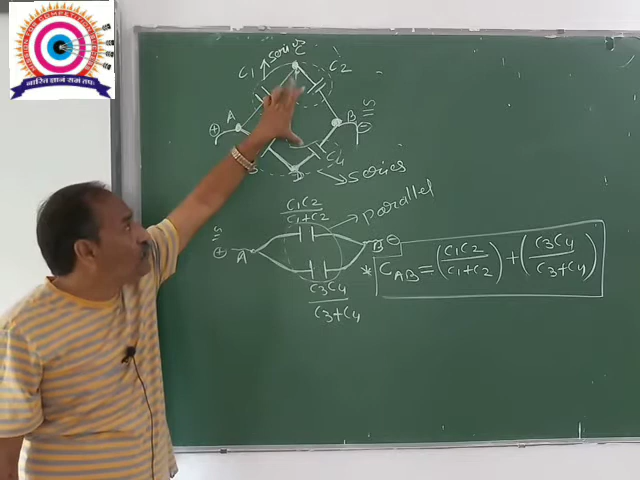 C1 series C2
A
⊕
B
⊖
C4
D
series
C1C2
C1+C2
parallel
⊕ A
B ⊖
C3C4
C3+C4
* CAB = (C1C2/C1+C2) + (C3C4/C3+C4)